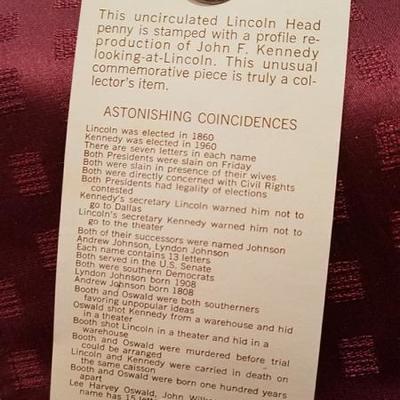 This uncirculated Lincoln Head
penny is stamped with a profile re-
production of John F. Kennedy
looking-at-Lincoln. This unusual
commemorative piece is truly a col-
lector's item.
ASTONISHING COINCIDENCES
Lincoln was elected in 1860
Kennedy was elected in 1960
There are seven letters in each name
Both Presidents were slain on Friday
Both were slain in presence of their wives
Both were directly concerned with Civil Rights
Both Presidents had legality of elections
contested
Kennedy's secretary Lincoln warned him not to
go to Dallas
Lincoln's secretary Kennedy warned him not to
go to the theater
Both of their successors were named Johnson
Andrew Johnson, Lyndon Johnson
Each name contains 13 letters
Both served in the U.S. Senate
Both were southern Democrats
Lyndon Johnson born 1908
Andrew Johnson born 1808
Booth and Oswald were both southerners
favoring unpopular ideas
Oswald shot Kennedy from a warehouse and hid
in a theater
Booth shot Lincoln in a theater and hid in a
warehouse
Booth and Oswald were murdered before trial
could be arranged
Lincoln and Kennedy were carried in death on
the same caisson
Booth and Oswald were born one hundred years
apart
Lee Harvey Oswald, John Wilk
name has 15 lette